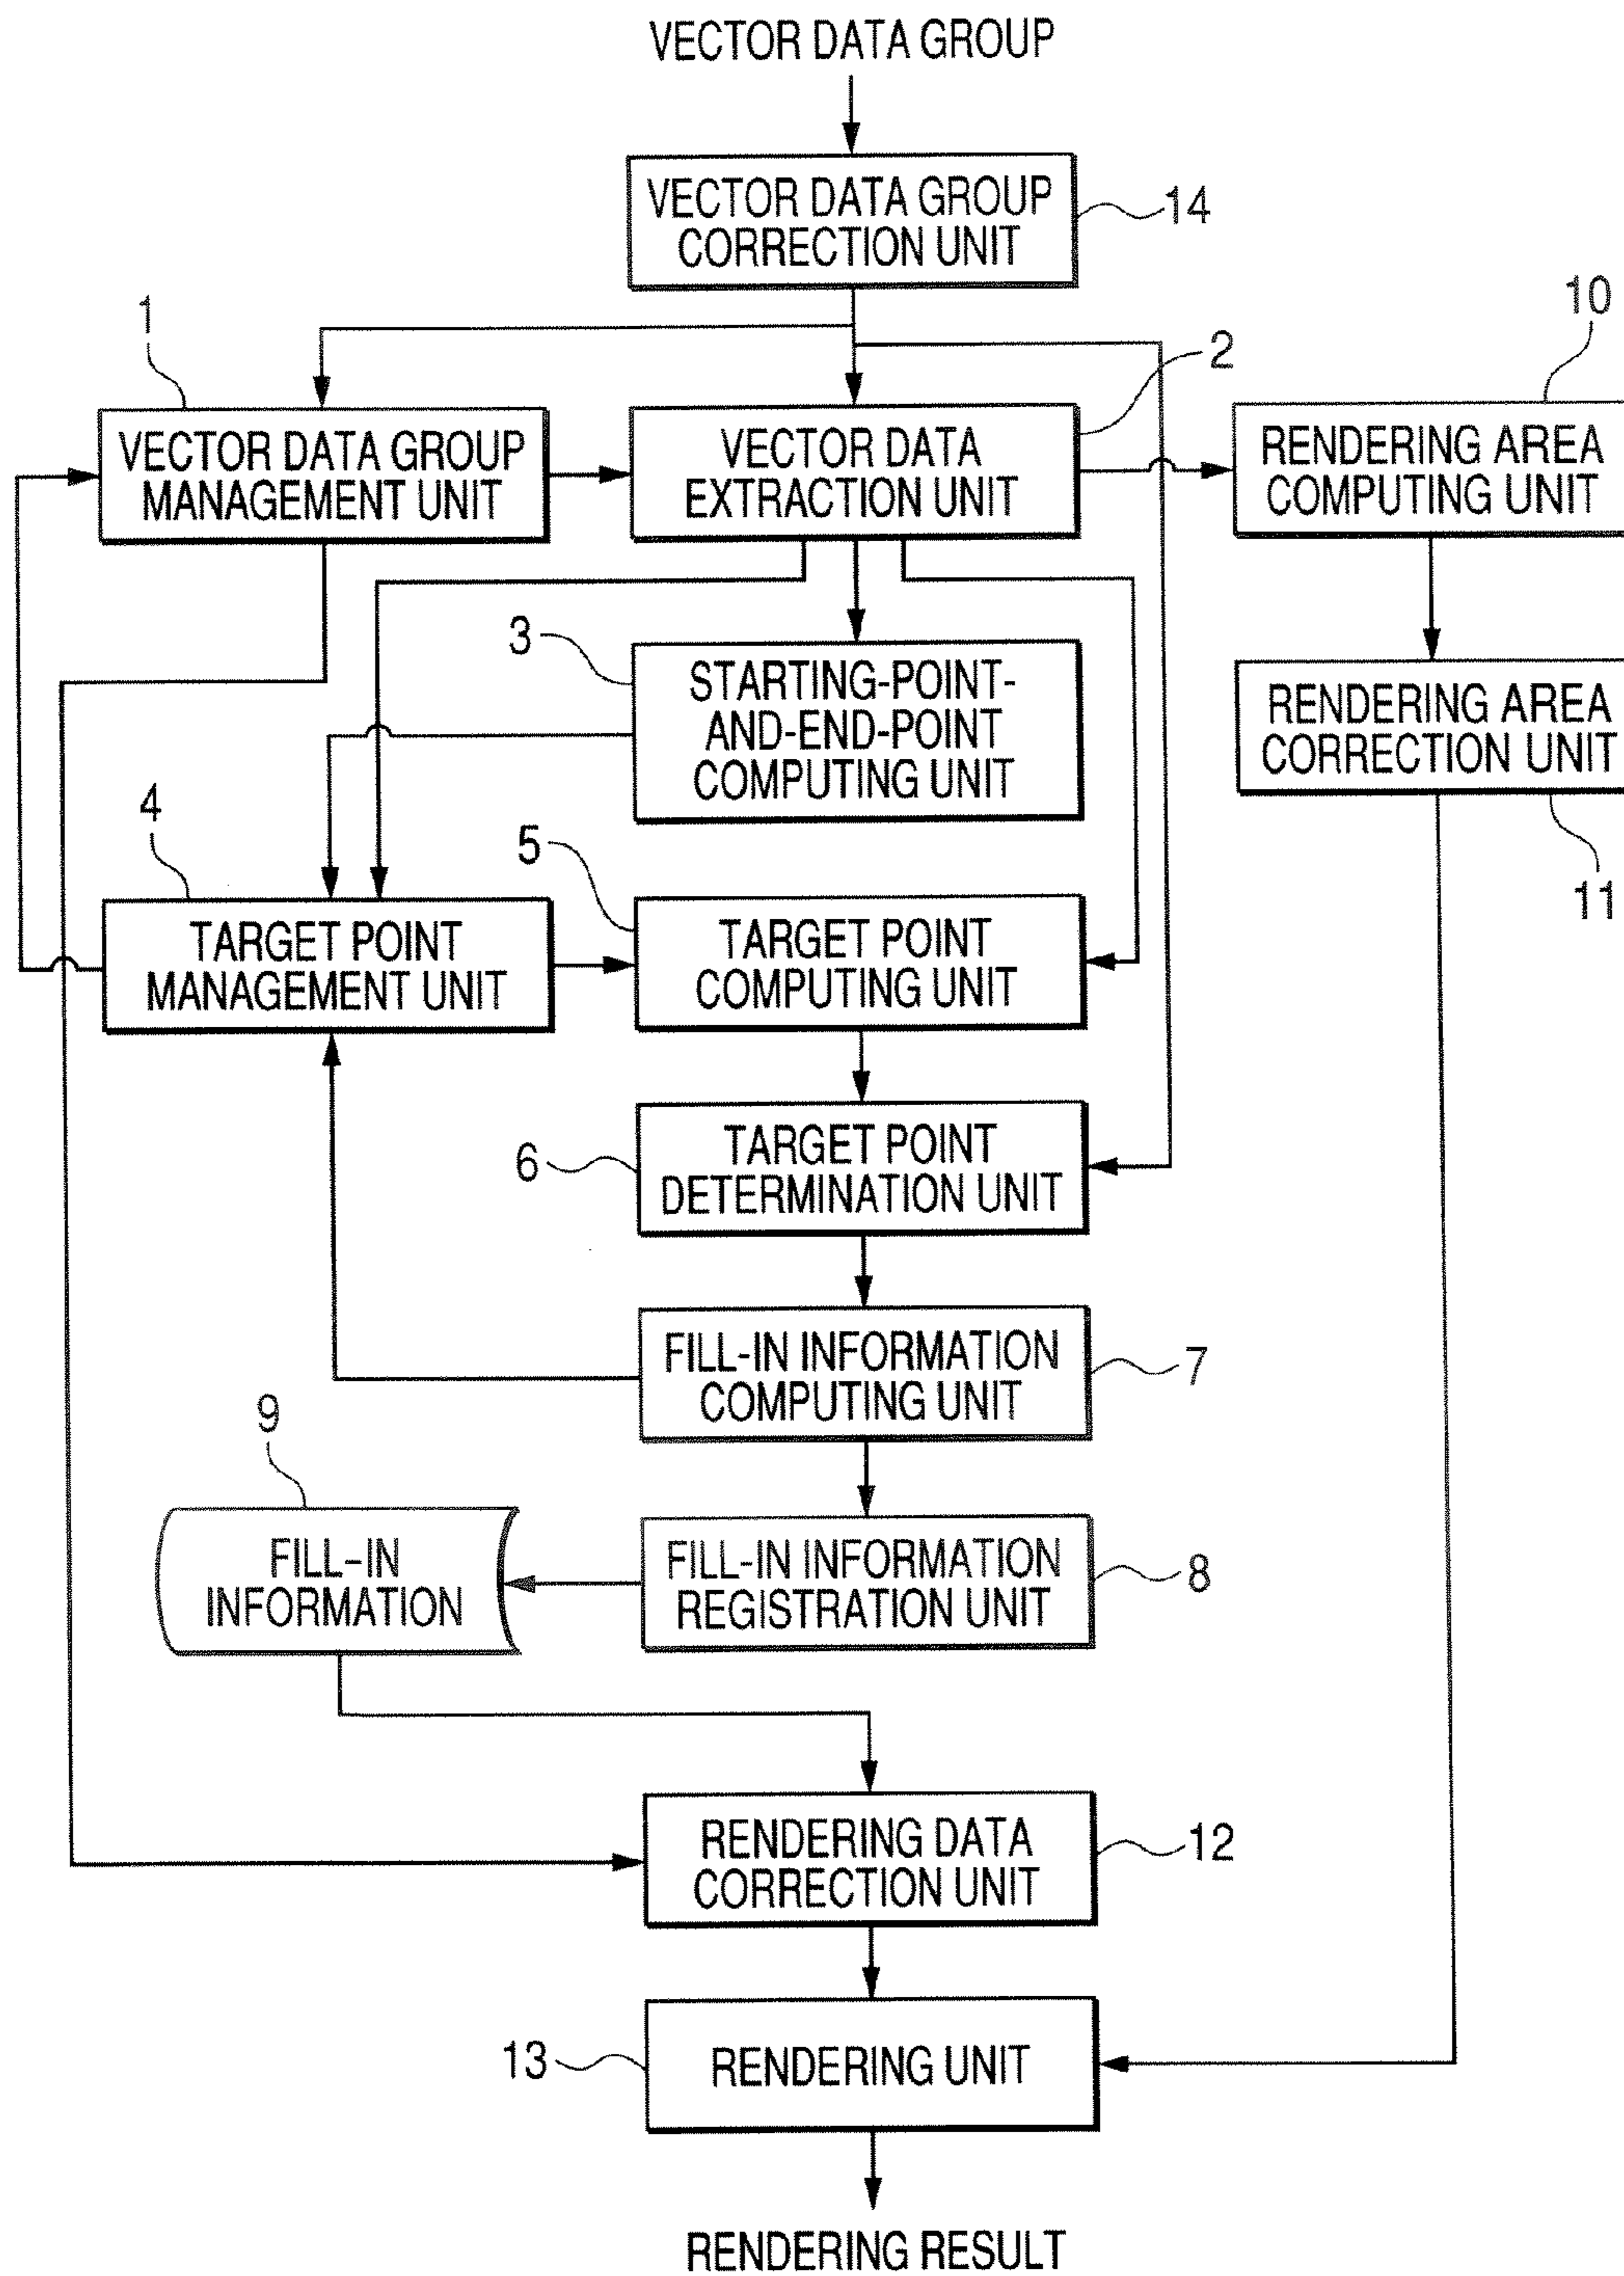 VECTOR DATA GROUP
VECTOR DATA GROUP
CORRECTION UNIT
14
1
VECTOR DATA GROUP
MANAGEMENT UNIT
2
VECTOR DATA
EXTRACTION UNIT
10
RENDERING AREA
COMPUTING UNIT
3
STARTING-POINT-
AND-END-POINT
COMPUTING UNIT
RENDERING AREA
CORRECTION UNIT
11
4
TARGET POINT
MANAGEMENT UNIT
5
TARGET POINT
COMPUTING UNIT
6
TARGET POINT
DETERMINATION UNIT
FILL-IN INFORMATION
COMPUTING UNIT
7
9
FILL-IN
INFORMATION
FILL-IN INFORMATION
REGISTRATION UNIT
8
RENDERING DATA
CORRECTION UNIT
12
13
RENDERING UNIT
RENDERING RESULT